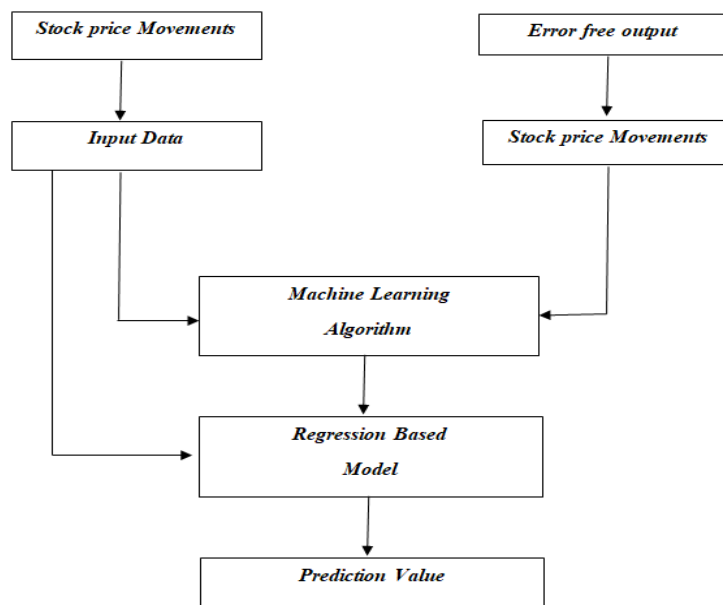 Stock price Movements
Error free output
Input Data
Stock price Movements
Machine Learning
Algorithm
Regression Based
Model
Prediction Value